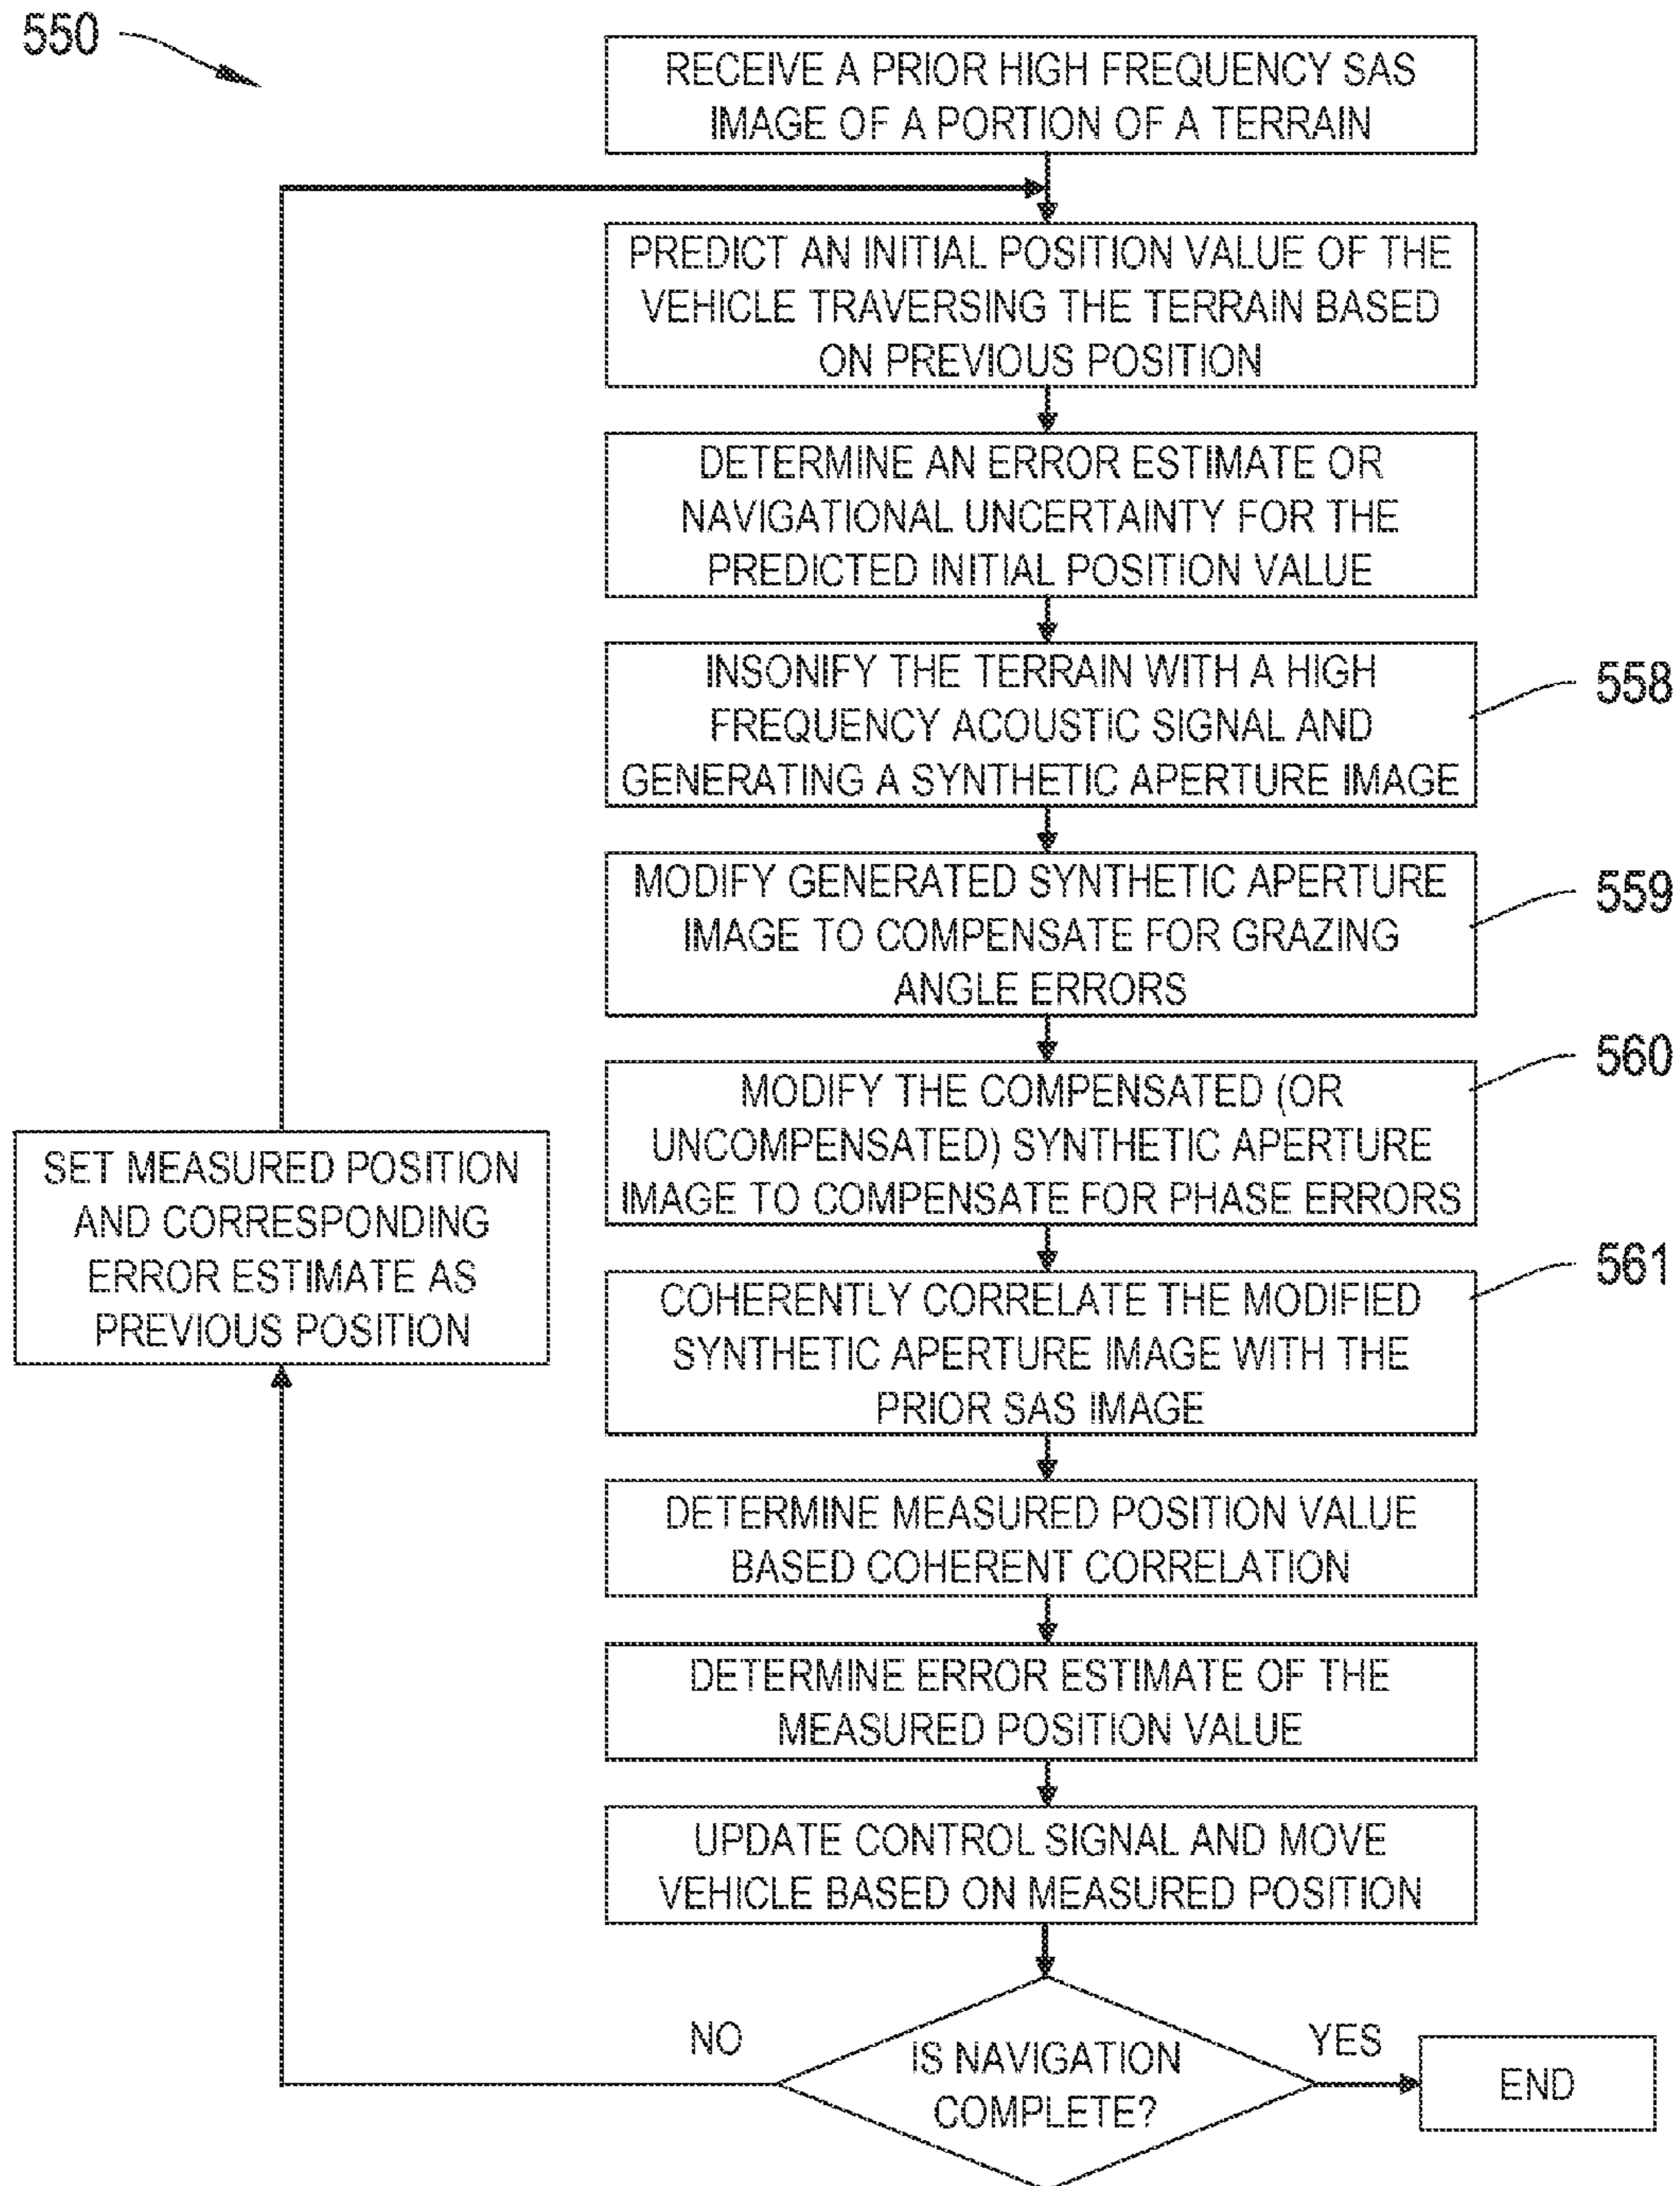 550
RECEIVE A PRIOR HIGH FREQUENCY SAS
IMAGE OF A PORTION OF A TERRAIN
PREDICT AN INITIAL POSITION VALUE OF THE
VEHICLE TRAVERSING THE TERRAIN BASED
ON PREVIOUS POSITION
DETERMINE AN ERROR ESTIMATE OR
NAVIGATIONAL UNCERTAINTY FOR THE
PREDICTED INITIAL POSITION VALUE
INSONIFY THE TERRAIN WITH A HIGH
FREQUENCY ACOUSTIC SIGNAL AND
GENERATING A SYNTHETIC APERTURE IMAGE
558
MODIFY GENERATED SYNTHETIC APERTURE
IMAGE TO COMPENSATE FOR GRAZING
ANGLE ERRORS
559
MODIFY THE COMPENSATED (OR
UNCOMPENSATED) SYNTHETIC APERTURE
IMAGE TO COMPENSATE FOR PHASE ERRORS
560
COHERENTLY CORRELATE THE MODIFIED
SYNTHETIC APERTURE IMAGE WITH THE
PRIOR SAS IMAGE
561
DETERMINE MEASURED POSITION VALUE
BASED COHERENT CORRELATION
DETERMINE ERROR ESTIMATE OF THE
MEASURED POSITION VALUE
UPDATE CONTROL SIGNAL AND MOVE
VEHICLE BASED ON MEASURED POSITION
IS NAVIGATION
COMPLETE?
NO
YES
END
SET MEASURED POSITION
AND CORRESPONDING
ERROR ESTIMATE AS
PREVIOUS POSITION